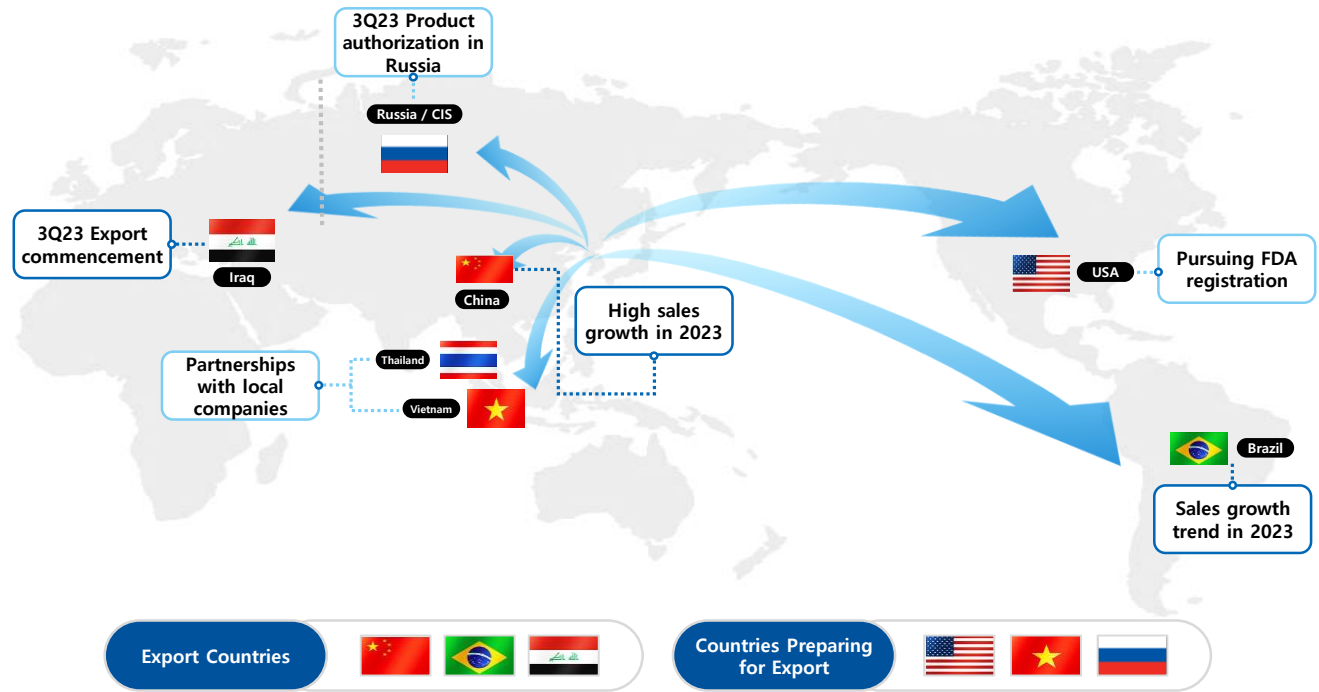 3Q23 Product
authorization in
Russia
Russia / CIS
3Q23 Export
commencement
Iraq
China
High sales
growth in 2023
USA
Pursuing FDA
registration
Partnerships
with local
companies
Thailand
Vietnam
Brazil
Sales growth
trend in 2023
Export Countries
Countries Preparing
for Export